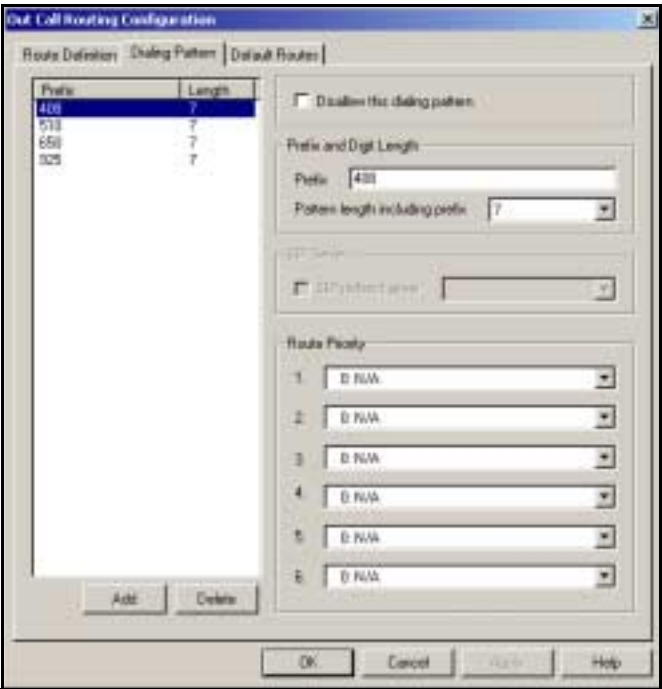 Out Call Routing Configuration
Route Definition Dialing Pattern Default Routes
Prefix Length
408 7
510 7
650 7
925 7
Disallow this dialing pattern
Prefix and Digit Length
Prefix 408
Pattern length including prefix 7
Route Priority
1. 0: N/A
2. 0: N/A
3. 0: N/A
4. 0: N/A
5. 0: N/A
6. 0: N/A
Add Delete
OK Cancel Apply Help